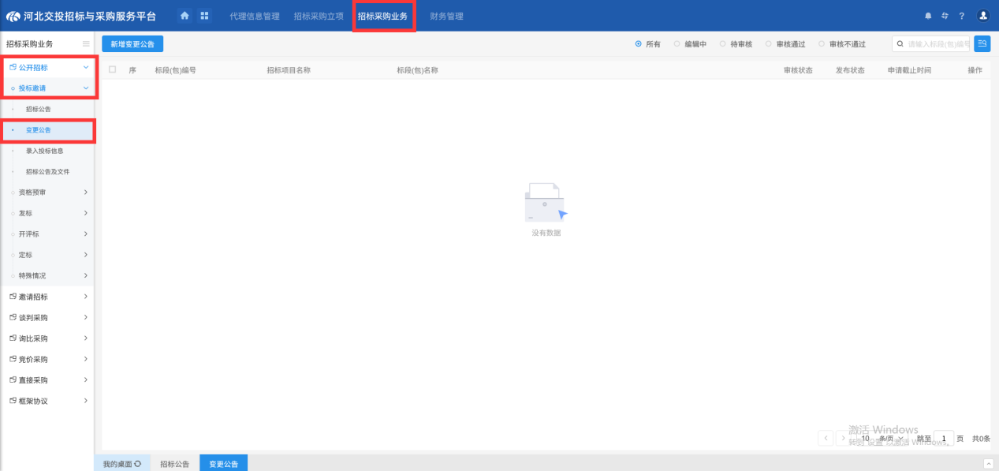 河北交投招标与采购服务平台
代理信息管理 招标采购立项 招标采购业务 财务管理
招标采购业务
新增变更公告
所有 编辑中 待审核 审核通过 审核不通过
请输入标段(包)编号
公开招标
投标邀请
招标公告
变更公告
录入投标信息
招标公告及文件
资格预审
发标
开评标
定标
特殊情况
邀请招标
谈判采购
询比采购
竞价采购
直接采购
框架协议
序 标段(包)编号 招标项目名称 标段(包)名称 审核状态 发布状态 申请截止时间 操作
没有数据
激活 Windows
转到"设置"以激活 Windows。
10 条/页 跳至 1 页 共0条
我的桌面 招标公告 变更公告